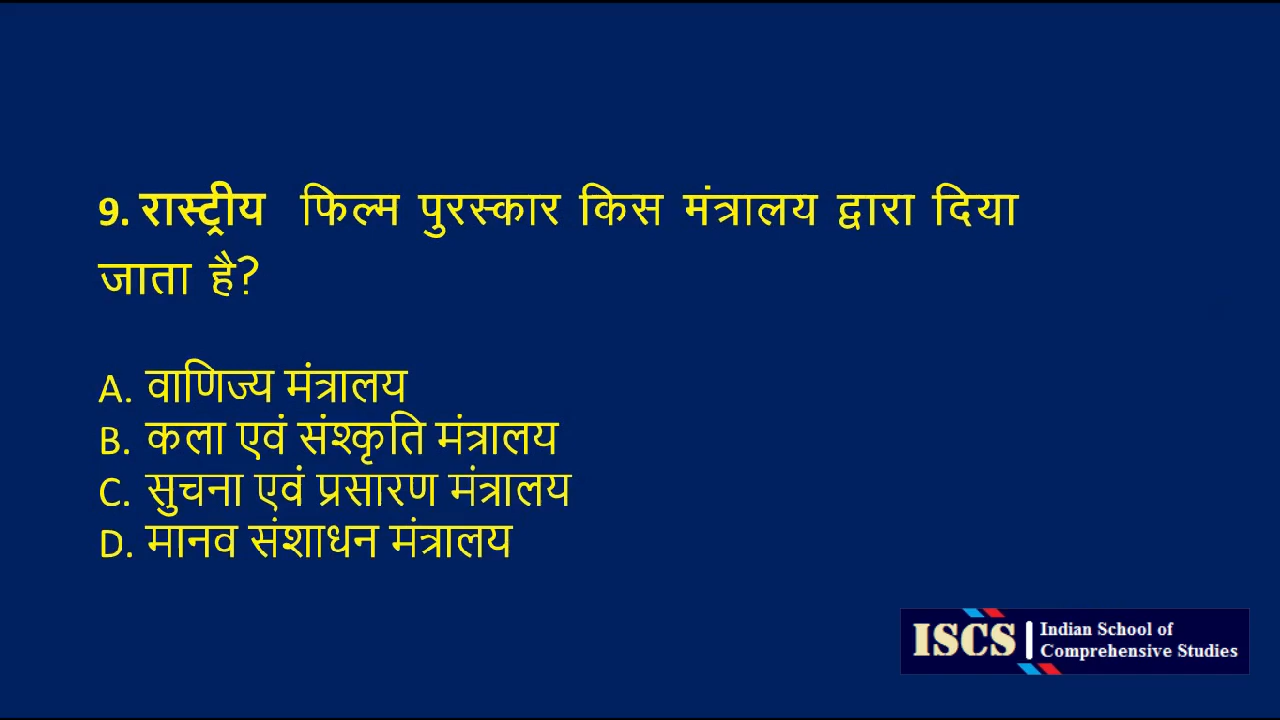 9. रास्ट्रीय फिल्म पुरस्कार किस मंत्रालय द्वारा दिया
जाता है?
A. वाणिज्य मंत्रालय
B. कला एवं संश्कृति मंत्रालय
C. सुचना एवं प्रसारण मंत्रालय
D. मानव संशाधन मंत्रालय
ISCS
Indian School of
Comprehensive Studies